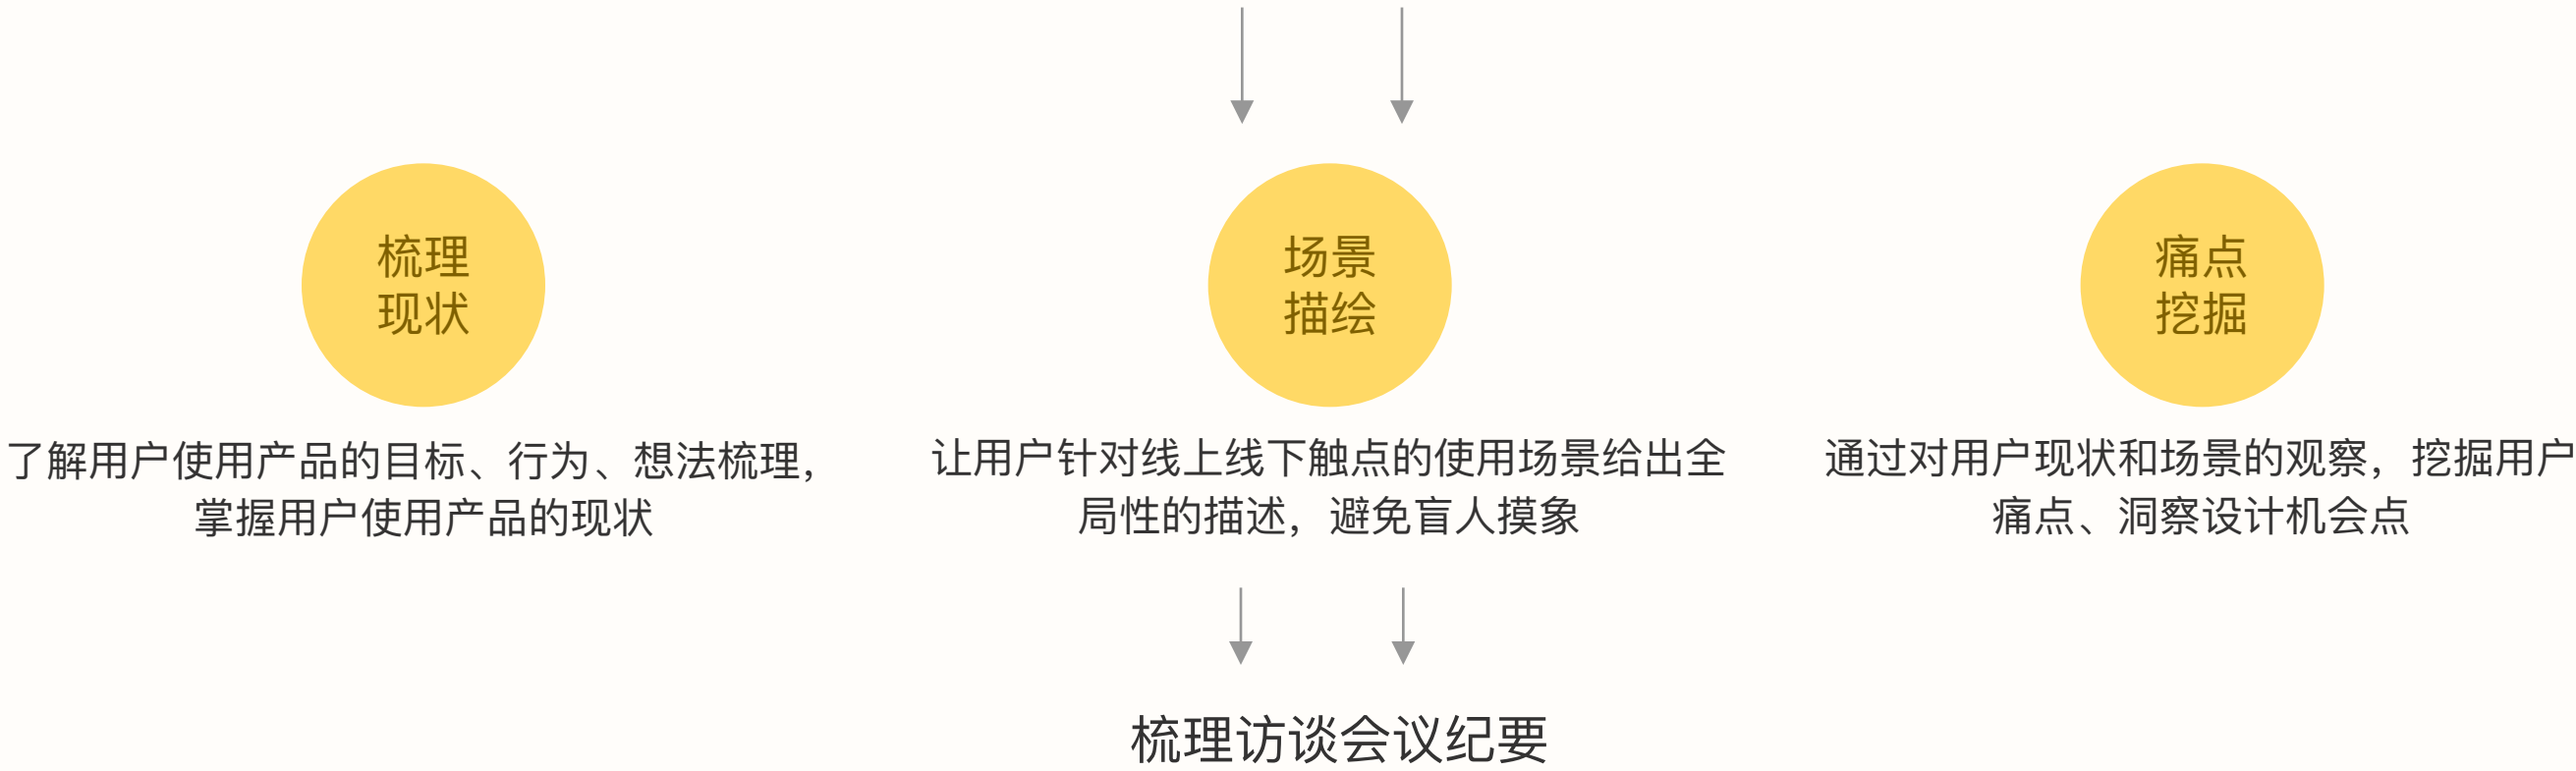 梳理
现状
场景
描绘
痛点
挖掘
了解用户使用产品的目标、行为、想法梳理，
掌握用户使用产品的现状
让用户针对线上线下触点的使用场景给出全
局性的描述，避免盲人摸象
通过对用户现状和场景的观察，挖掘用户
痛点、洞察设计机会点
梳理访谈会议纪要